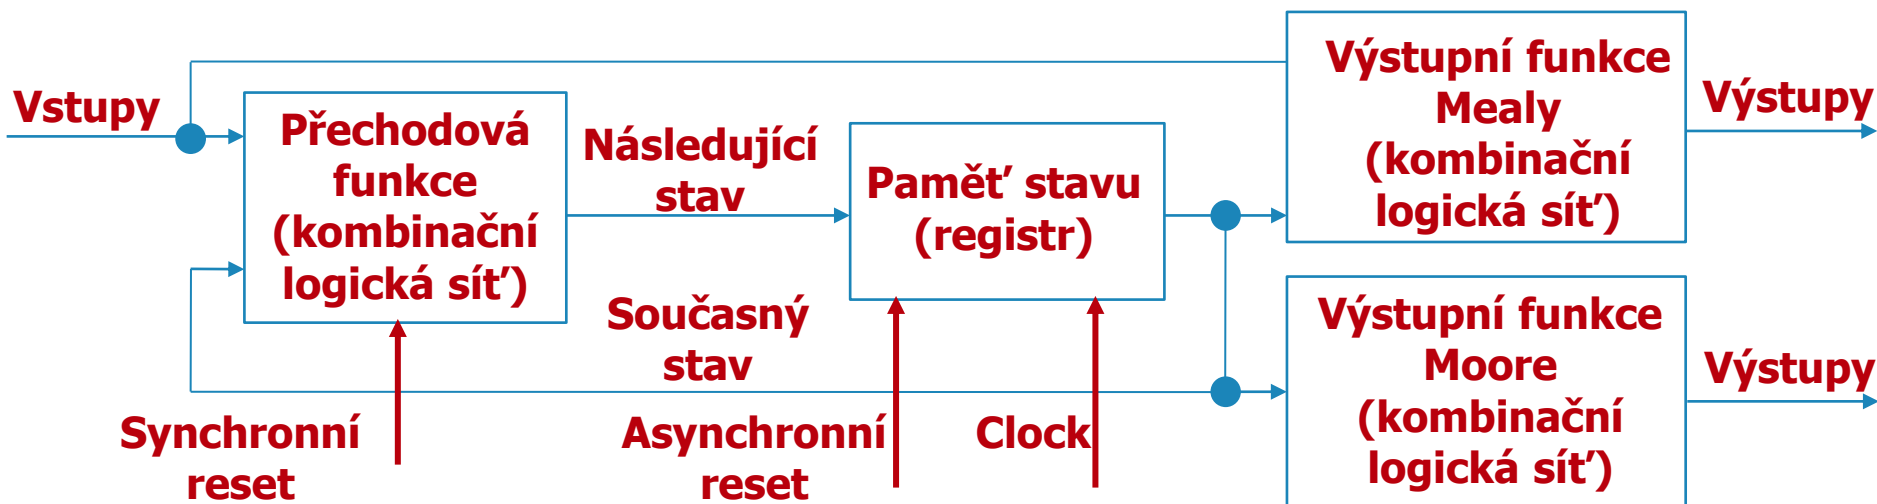 Vstupy
Přechodová
funkce
(kombinační
logická síť)
Následující
stav
Paměť stavu
(registr)
Výstupní funkce
Mealy
(kombinační
logická síť)
Výstupy
Současný
stav
Výstupní funkce
Moore
(kombinační
logická síť)
Výstupy
Synchronní
reset
Asynchronní
reset
Clock